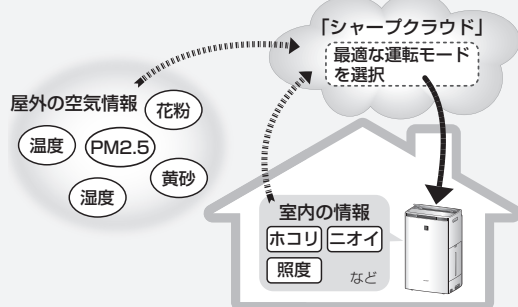 「シャープクラウド」
最適な運転モード
を選択
屋外の空気情報
花粉
温度
PM2.5
黄砂
湿度
室内の情報
ホコリ
ニオイ
照度
など